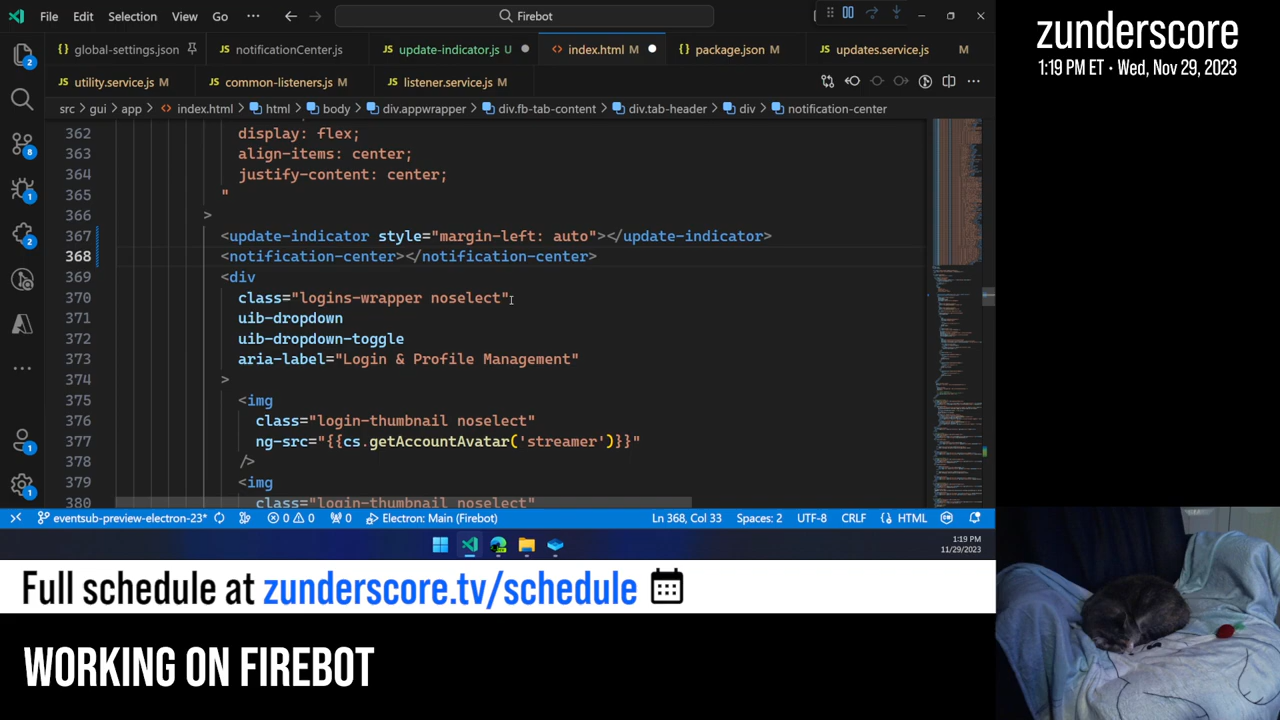 File Edit Selection View Go ··· Firebot
zunderscore
1:19 PM ET • Wed, Nov 29, 2023
global-settings.json notificationCenter.js update-indicator.js U index.html M package.json M updates.service.js M
utility.service.js M common-listeners.js M listener.service.js M
src > gui > app > index.html > html > body > div.appwrapper > div.fb-tab-content > div.tab-header > div > notification-center
362 display: flex;
363 align-items: center;
364 justify-content: center;
365 "
366 >
367 <update-indicator style="margin-left: auto"></update-indicator>
368 <notification-center></notification-center>
369 <div
370 class="logins-wrapper noselect"
371 uib-dropdown
372 uib-dropdown-toggle
373 aria-label="Login & Profile Management"
374 >
375 <img
376 class="login-thumbnail noselect"
377 ng-src="{{cs.getAccountAvatar('streamer')}}"
378 />
379 <img
380 class="login-thumbnail noselect"
eventsub-preview-electron-23* 0 0 0 Electron: Main (Firebot) Ln 368, Col 33 Spaces: 2 UTF-8 CRLF HTML
1:19 PM
11/29/2023
Full schedule at zunderscore.tv/schedule
WORKING ON FIREBOT